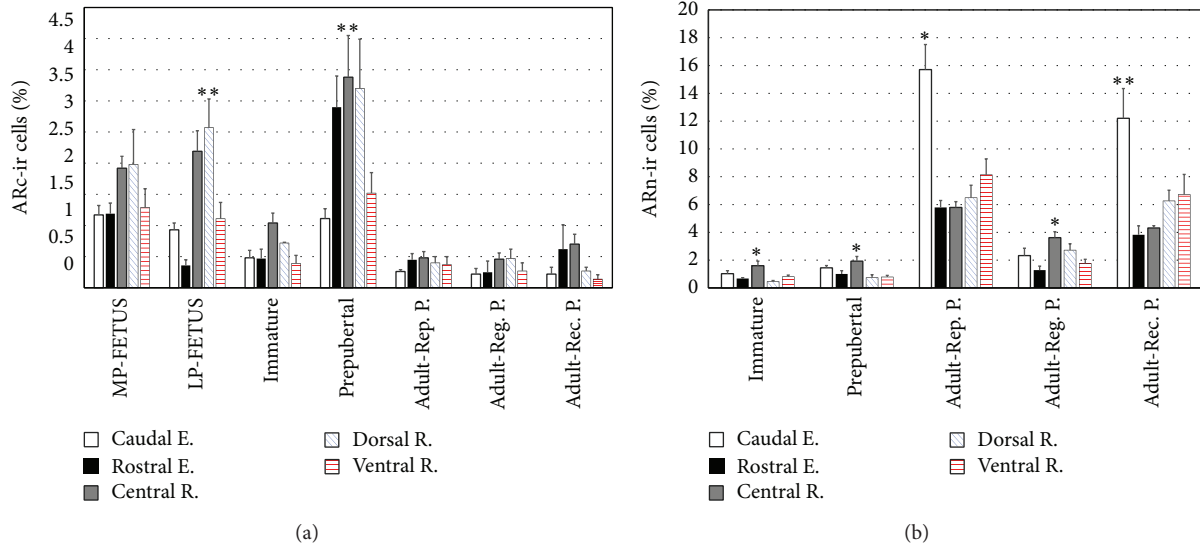 4.5
4
3
2
1
0.5
0
3.5
2.5
1.5
ARc-ir cells (%)
**
**
MP-FETUS
LP-FETUS
Immature
Prepubertal
Adult-Rep. P.
Adult-Reg. P.
Adult-Rec. P.
Caudal E.
Rostral E.
Central R.
Dorsal R.
Ventral R.
(a)
20
18
16
14
12
10
8
6
4
2
0
ARn-ir cells (%)
*
*
*
*
**
Immature
Prepubertal
Adult-Rep. P.
Adult-Reg. P.
Adult-Rec. P.
Caudal E.
Rostral E.
Central R.
Dorsal R.
Ventral R.
(b)